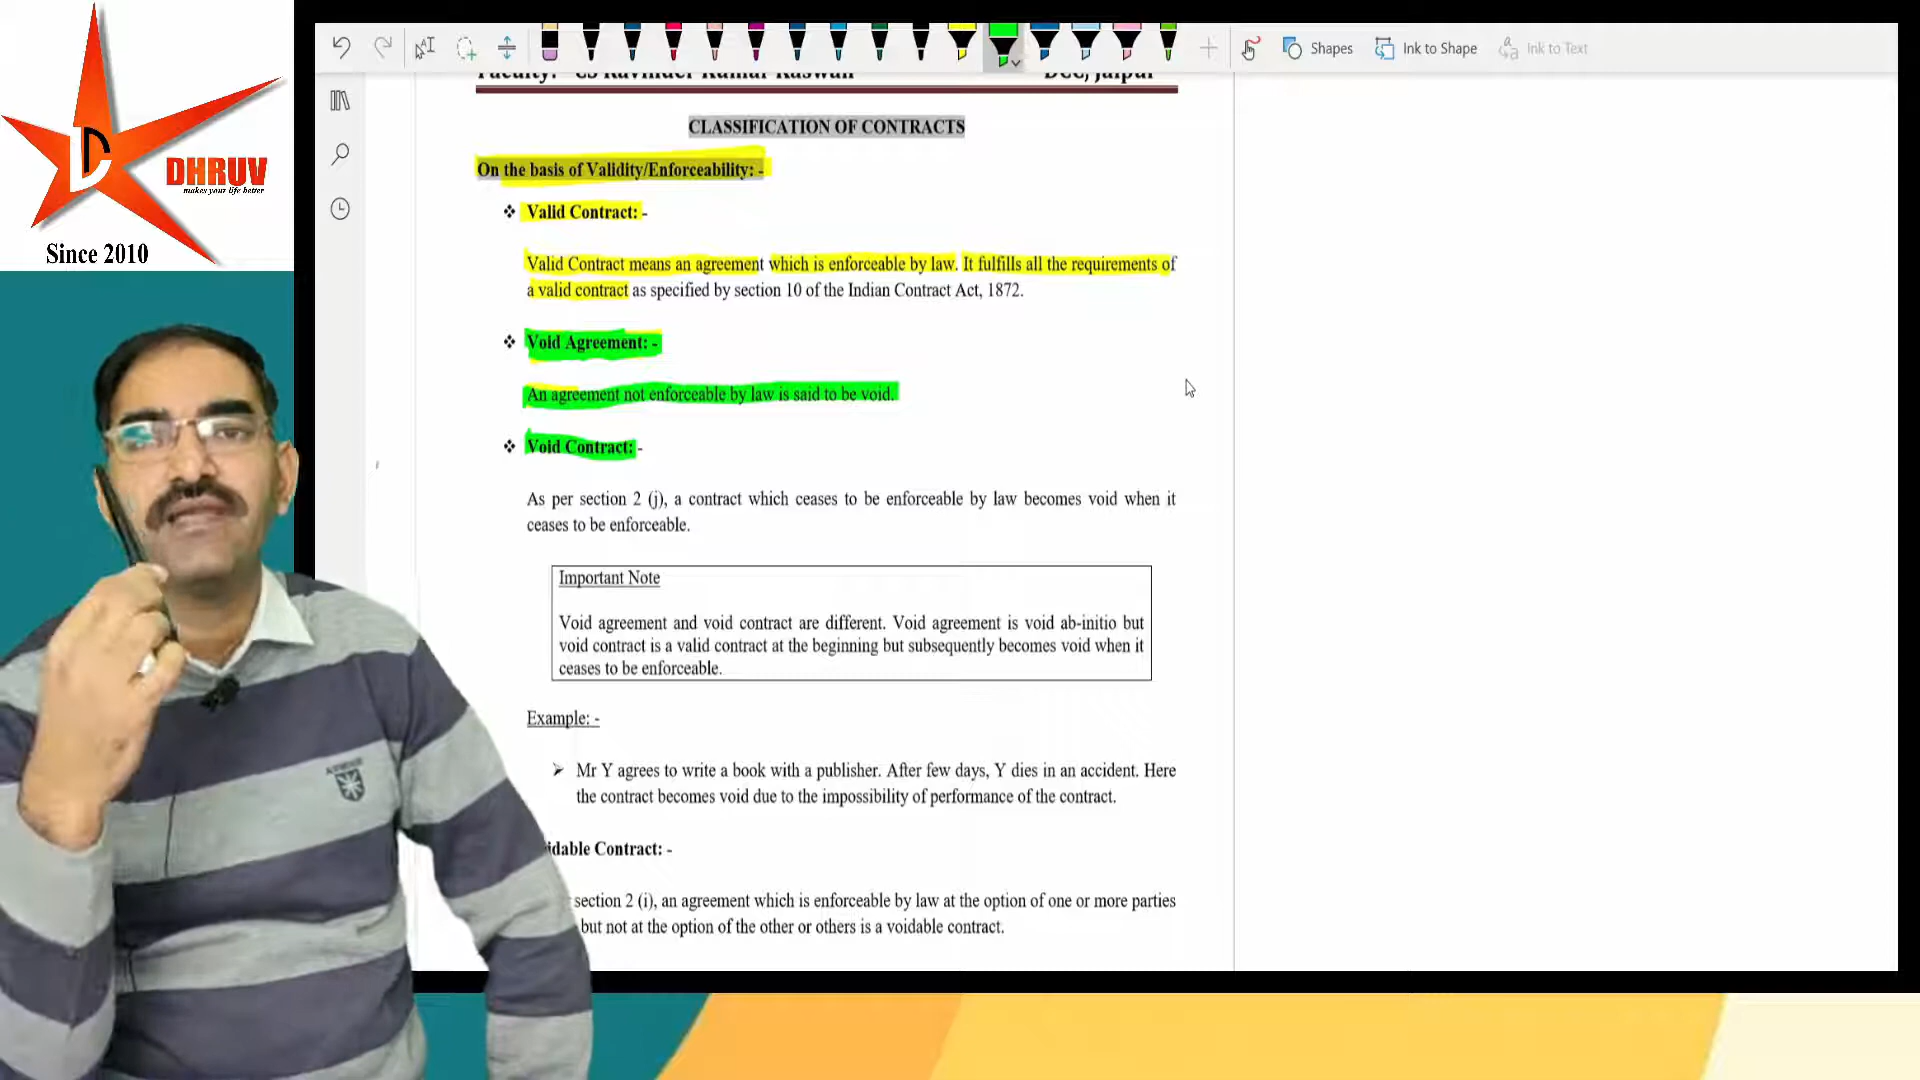 Shapes
Ink to Shape
Ink to Text
Faculty: - CS Ravinder Kumar Kaswan DCC, Jaipur
CLASSIFICATION OF CONTRACTS
On the basis of Validity/Enforceability: -
❖ Valid Contract: -
Valid Contract means an agreement which is enforceable by law. It fulfills all the requirements of
a valid contract as specified by section 10 of the Indian Contract Act, 1872.
❖ Void Agreement: -
An agreement not enforceable by law is said to be void.
❖ Void Contract: -
As per section 2 (j), a contract which ceases to be enforceable by law becomes void when it
ceases to be enforceable.
Important Note
Void agreement and void contract are different. Void agreement is void ab-initio but
void contract is a valid contract at the beginning but subsequently becomes void when it
ceases to be enforceable.
Example: -
➢ Mr Y agrees to write a book with a publisher. After few days, Y dies in an accident. Here
the contract becomes void due to the impossibility of performance of the contract.
idable Contract: -
section 2 (i), an agreement which is enforceable by law at the option of one or more parties
but not at the option of the other or others is a voidable contract.
DC
DHRUV
makes your life better
Since 2010